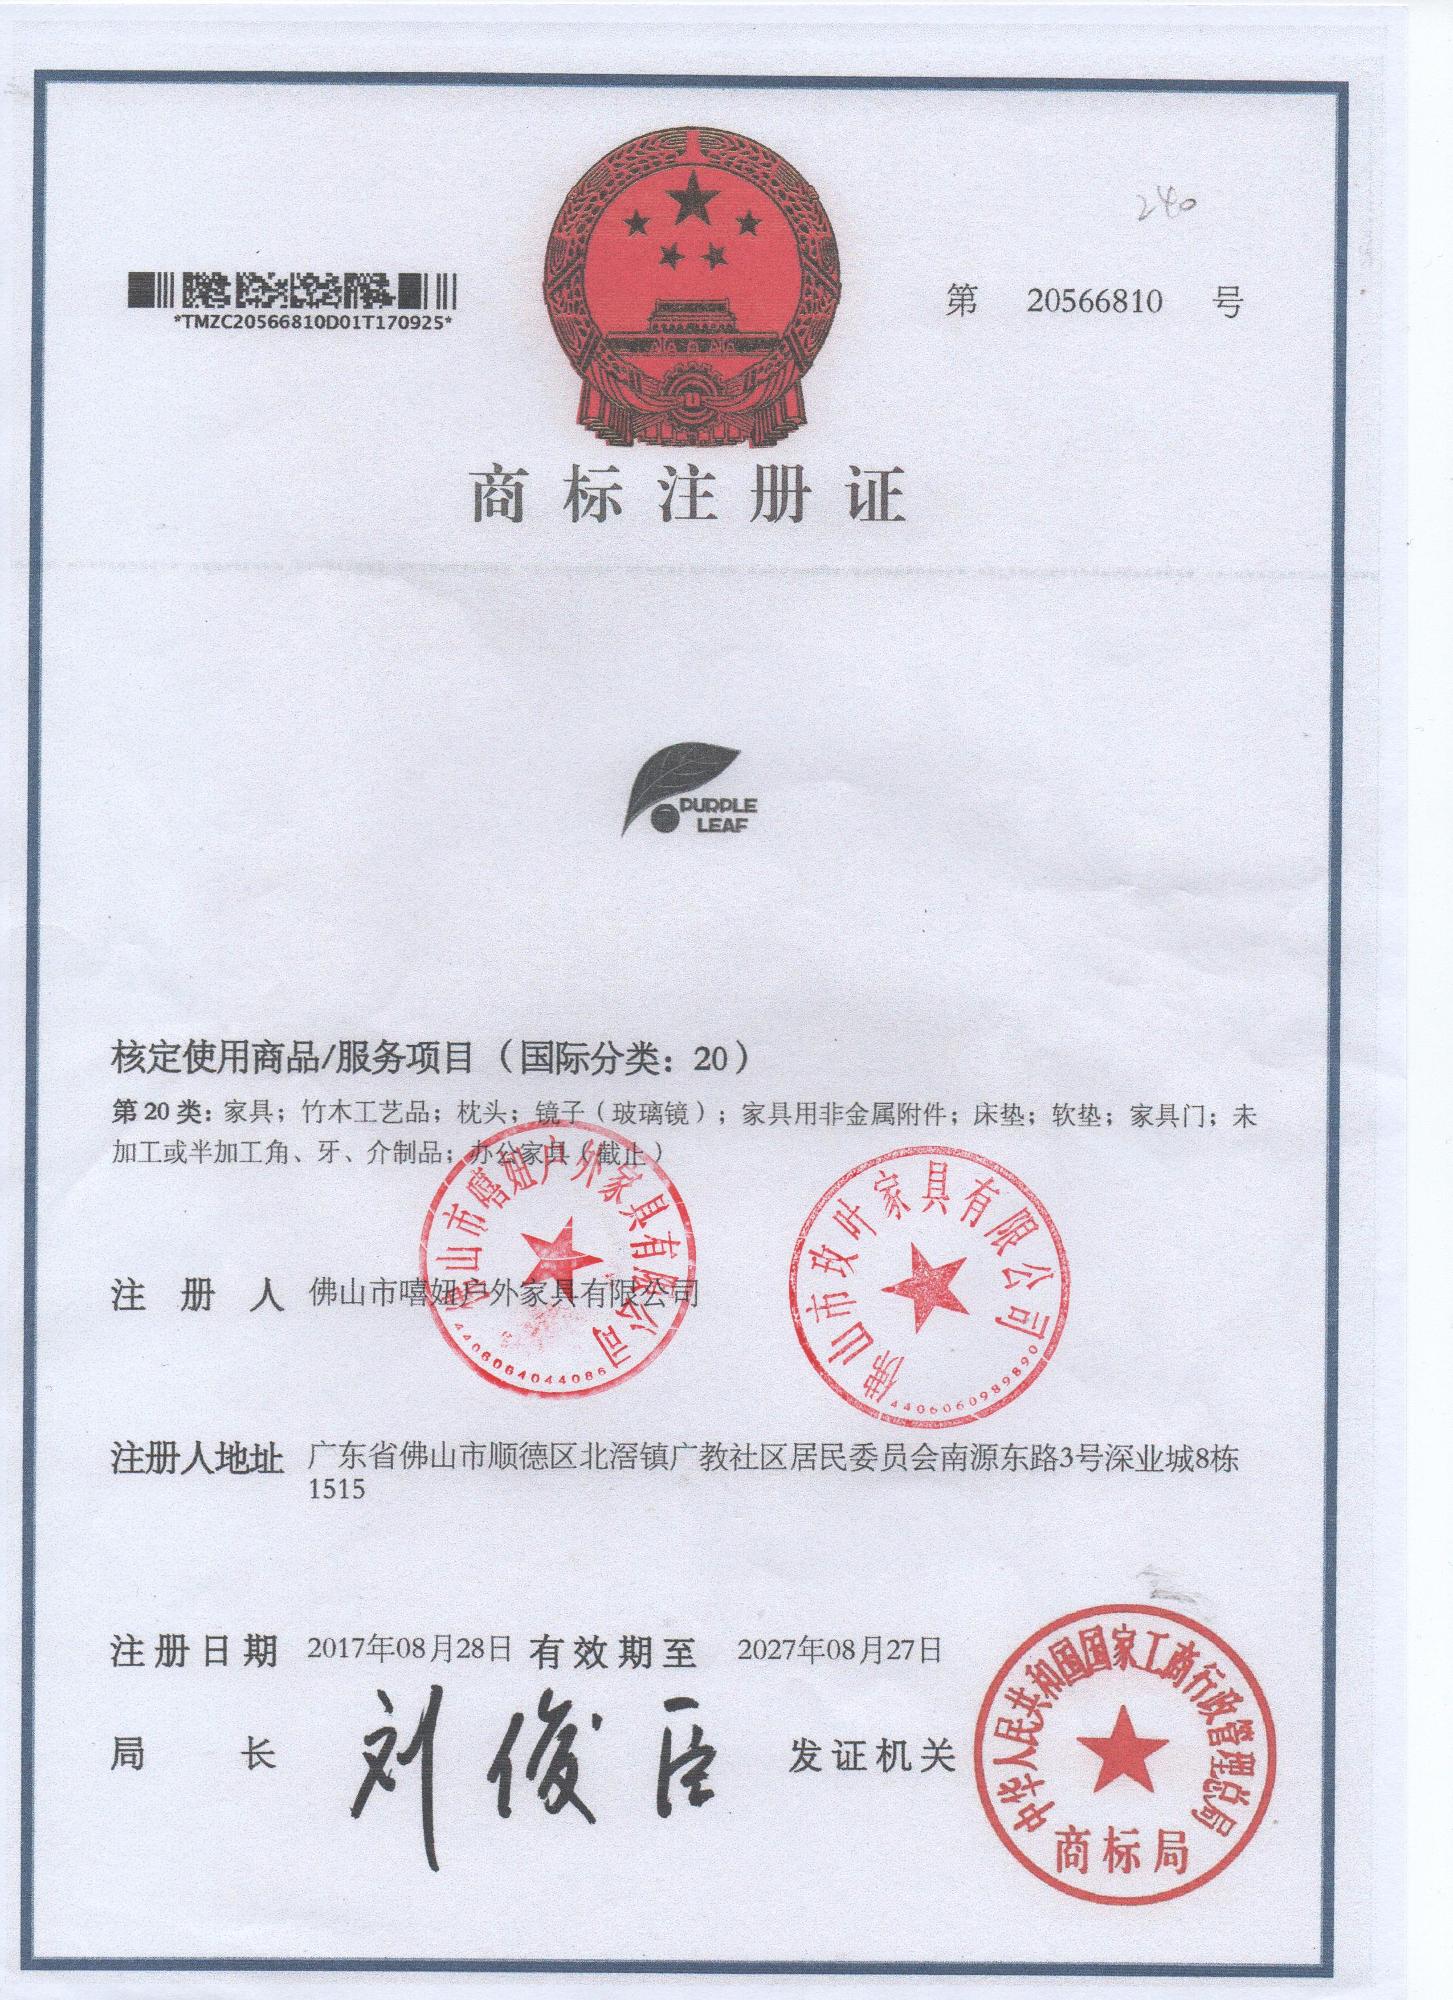 240
第 20566810 号
*TMZC20566810D01T170925*
商标注册证
PURPLE
LEAF
核定使用商品/服务项目（国际分类：20）
第20类：家具；竹木工艺品；枕头；镜子（玻璃镜）；家具用非金属附件；床垫；软垫；家具门；未
加工或半加工角、牙、介制品；办公家具（截止）
佛山市嘻妞户外家具有限公司
4406064044086
佛山市玫叶家具有限公司
4406060989890
注册人 佛山市嘻妞户外家具有限公司
注册人地址 广东省佛山市顺德区北滘镇广教社区居民委员会南源东路3号深业城8栋
1515
注册日期 2017年08月28日 有效期至 2027年08月27日
局长 刘俊臣 发证机关
中华人民共和国国家工商行政管理总局
商标局